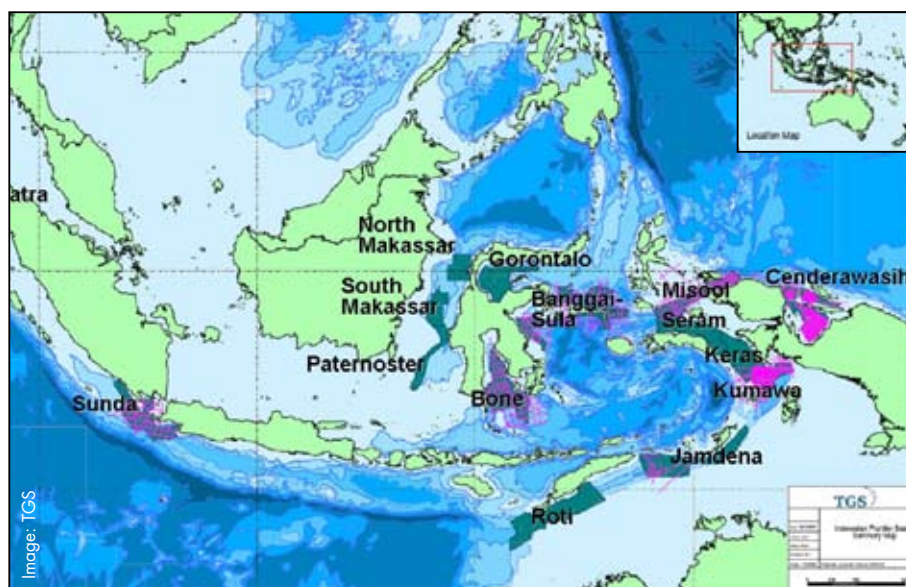 Location Map
atra
North
Makassar
Gorontalo
South
Makassar
Banggai-
Sula
Misool
Cenderawasih
Seram
Paternoster
Keras
Kumawa
Sunda
Bone
Jamdena
Roti
TGS
Image: TGS